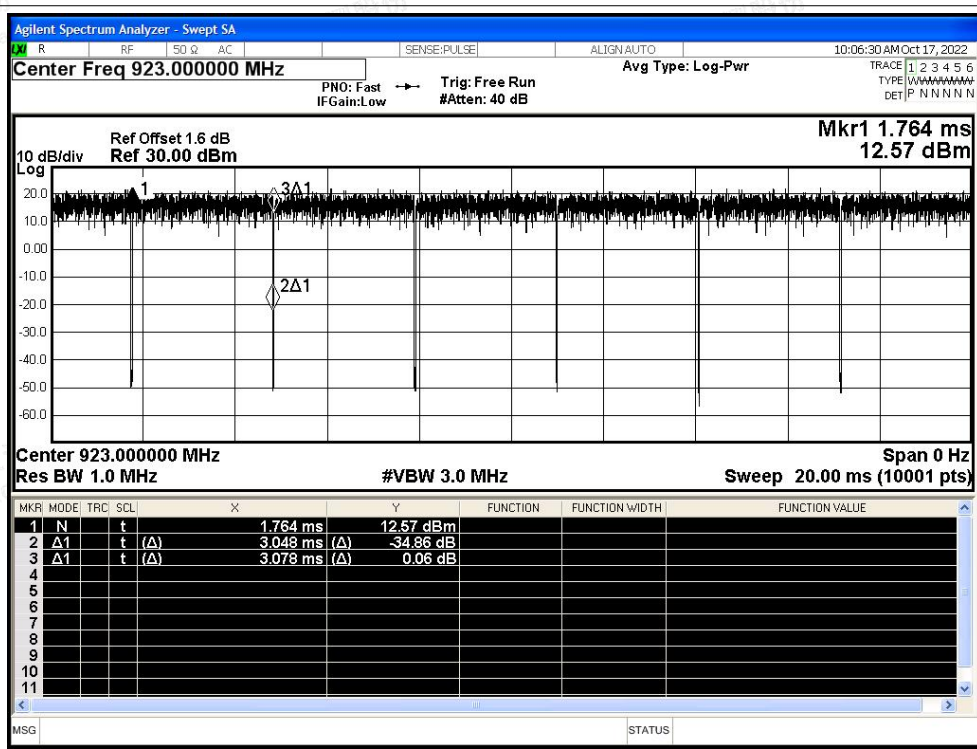 Agilent Spectrum Analyzer - Swept SA
LXI R RF 50 Ω AC SENSE:PULSE ALIGN AUTO 10:06:30 AM Oct 17, 2022
Center Freq 923.000000 MHz
Avg Type: Log-Pwr
TRACE 1 2 3 4 5 6
PNO: Fast Trig: Free Run
TYPE WWWWWW
IFGain:Low #Atten: 40 dB
DET P N N N N N
Mkr1 1.764 ms
12.57 dBm
Ref Offset 1.6 dB
10 dB/div Ref 30.00 dBm
Log
20.0
10.0
0.00
-10.0
-20.0
-30.0
-40.0
-50.0
-60.0
1
3Δ1
2Δ1
Center 923.000000 MHz Span 0 Hz
Res BW 1.0 MHz #VBW 3.0 MHz Sweep 20.00 ms (10001 pts)
MKR MODE TRC SCL X Y FUNCTION FUNCTION WIDTH FUNCTION VALUE
1 N t 1.764 ms 12.57 dBm
2 Δ1 t (Δ) 3.048 ms (Δ) -34.86 dB
3 Δ1 t (Δ) 3.078 ms (Δ) 0.06 dB
4
5
6
7
8
9
10
11
MSG STATUS